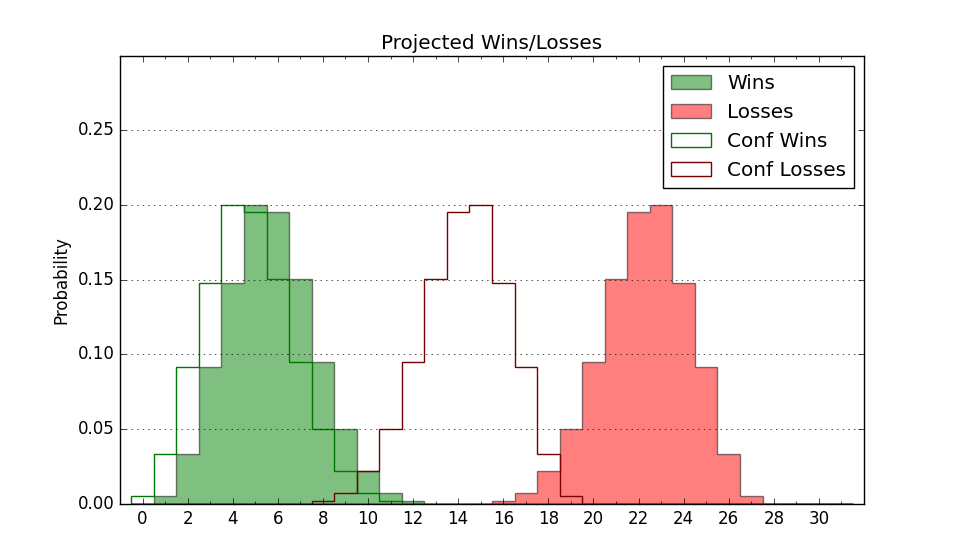 Projected Wins/Losses
Wins
Losses
Conf Wins
Conf Losses
0.25
0.20
0.15
0.10
0.05
0.00
Probability
0 2 4 6 8 10 12 14 16 18 20 22 24 26 28 30